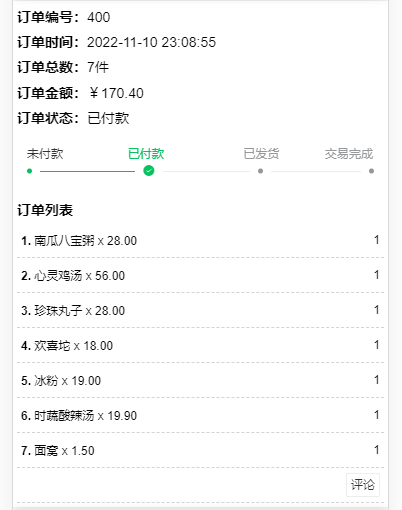 订单编号：400
订单时间：2022-11-10 23:08:55
订单总数：7件
订单金额：￥170.40
订单状态：已付款
未付款 已付款 已发货 交易完成
订单列表
1. 南瓜八宝粥 x 28.00 1
2. 心灵鸡汤 x 56.00 1
3. 珍珠丸子 x 28.00 1
4. 欢喜坨 x 18.00 1
5. 冰粉 x 19.00 1
6. 时蔬酸辣汤 x 19.90 1
7. 面窝 x 1.50 1
评论